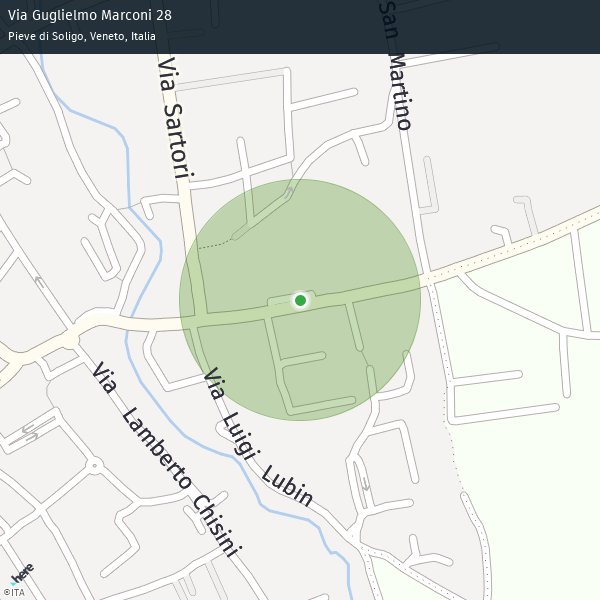 Via Guglielmo Marconi 28
Pieve di Soligo, Veneto, Italia
San Martino
Via Sartori
Via Luigi Lubin
Via Lamberto Chisini
here
©ITA